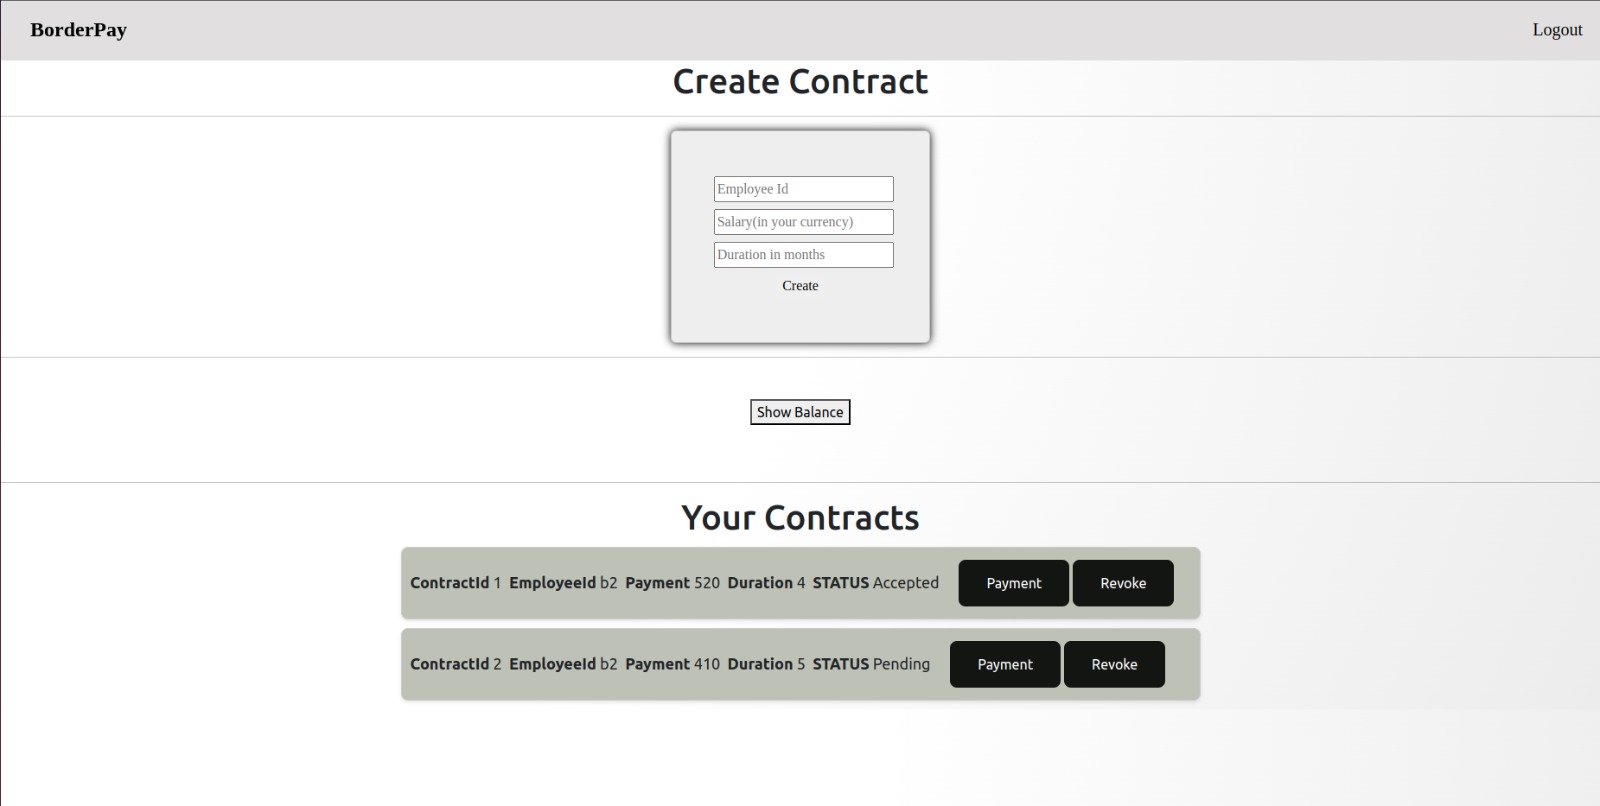 BorderPay Logout
Create Contract
Employee Id
Salary(in your currency)
Duration in months
Create
Show Balance
Your Contracts
ContractId 1 EmployeeId b2 Payment 520 Duration 4 STATUS Accepted Payment Revoke
ContractId 2 EmployeeId b2 Payment 410 Duration 5 STATUS Pending Payment Revoke